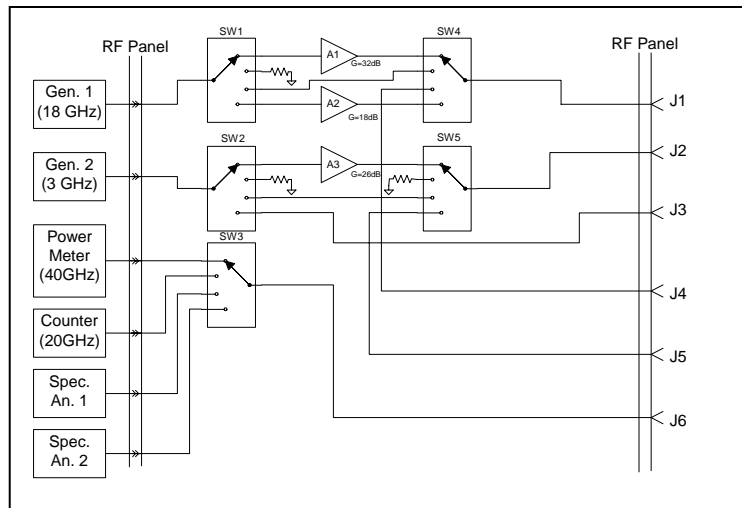 SW1
SW4
RF Panel
RF Panel
A1
G=32dB
Gen. 1
(18 GHz)
A2
G=18dB
J1
SW2
SW5
J2
Gen. 2
(3 GHz)
A3
G=26dB
J3
Power
Meter
(40GHz)
SW3
J4
Counter
(20GHz)
J5
Spec.
An. 1
J6
Spec.
An. 2